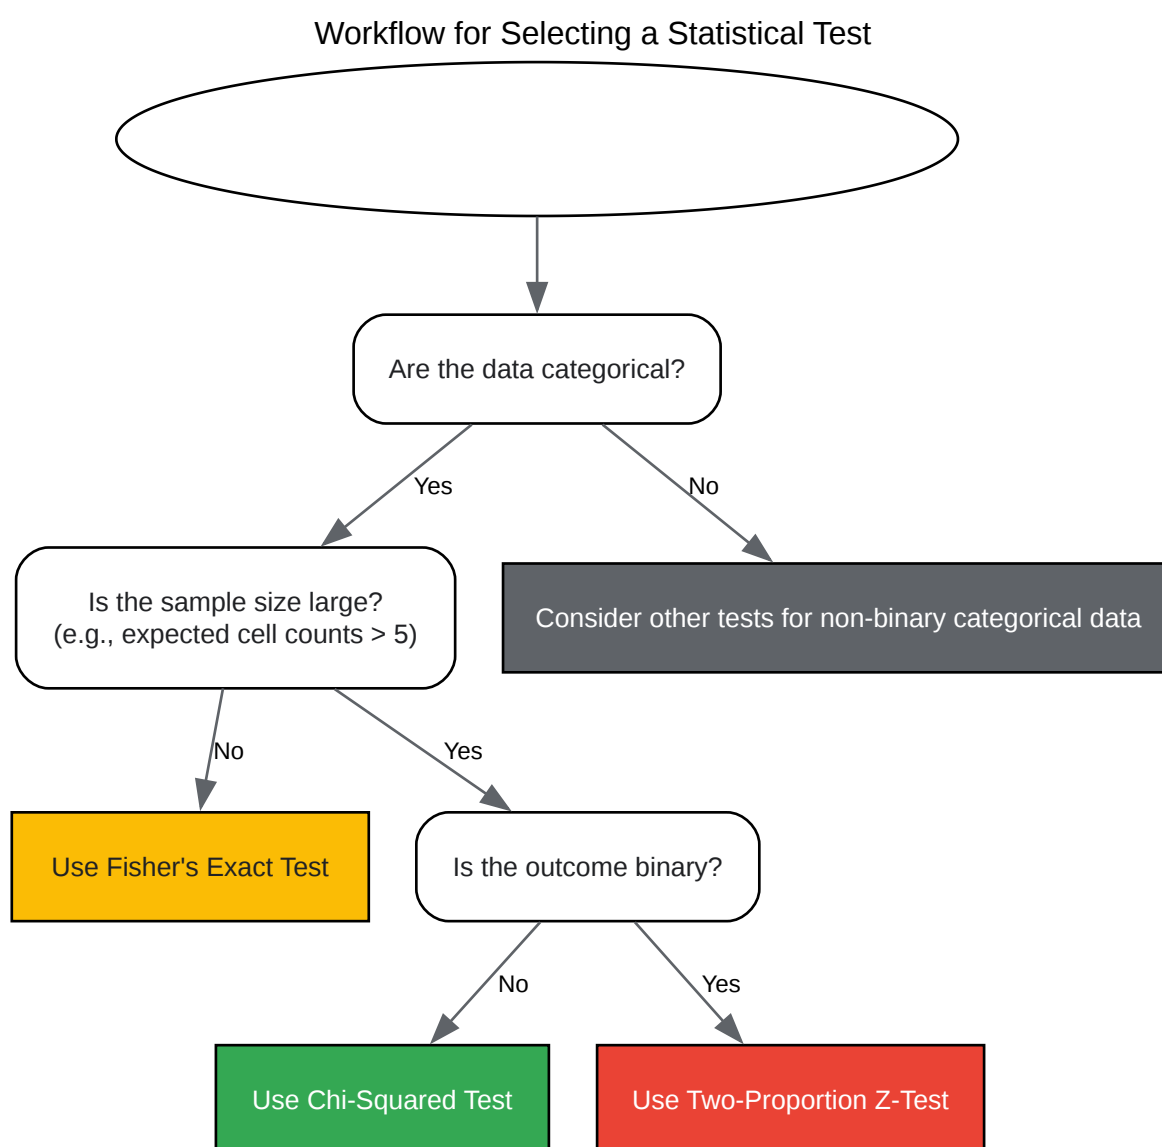 Workflow for Selecting a Statistical Test
Are the data categorical?
Yes
No
Is the sample size large?
(e.g., expected cell counts > 5)
Consider other tests for non-binary categorical data
No
Yes
Use Fisher's Exact Test
Is the outcome binary?
No
Yes
Use Chi-Squared Test
Use Two-Proportion Z-Test